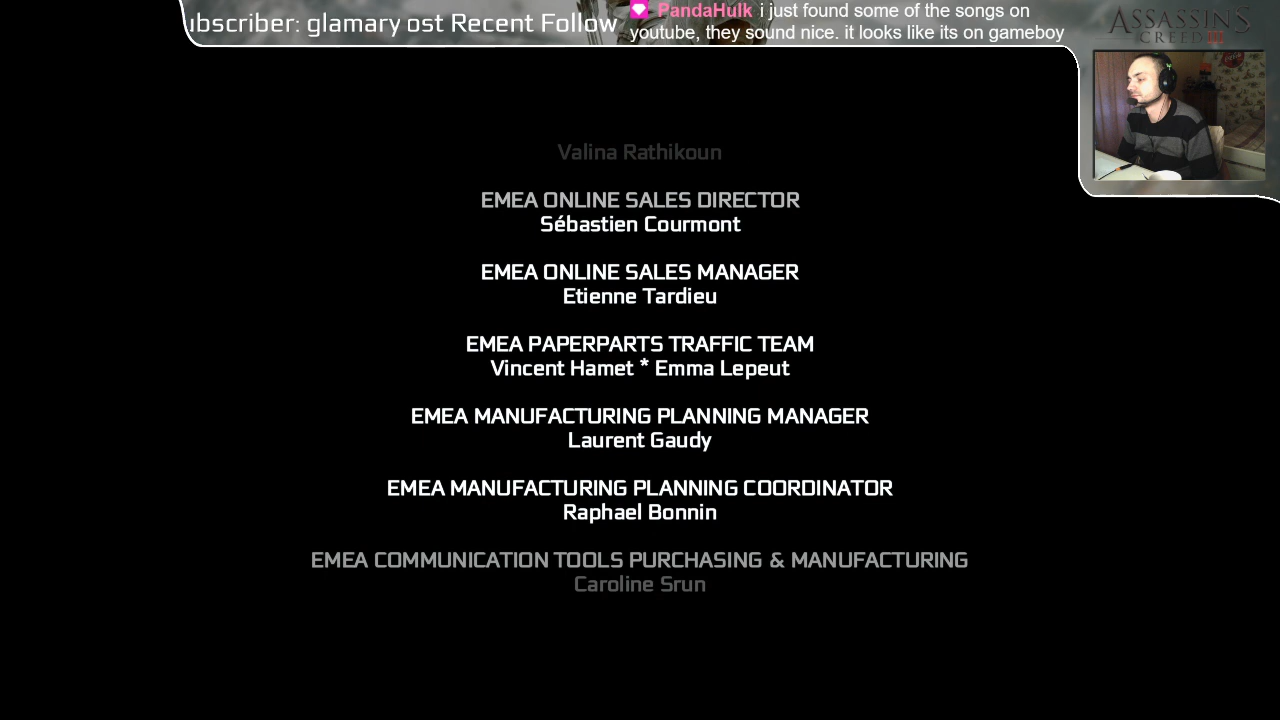 ubscriber: glamary ost Recent Follow
PandaHulk i just found some of the songs on
youtube, they sound nice. it looks like its on gameboy
ASSASSIN'S
CREED III
Valina Rathikoun
EMEA ONLINE SALES DIRECTOR
Sébastien Courmont
EMEA ONLINE SALES MANAGER
Etienne Tardieu
EMEA PAPERPARTS TRAFFIC TEAM
Vincent Hamet * Emma Lepeut
EMEA MANUFACTURING PLANNING MANAGER
Laurent Gaudy
EMEA MANUFACTURING PLANNING COORDINATOR
Raphael Bonnin
EMEA COMMUNICATION TOOLS PURCHASING & MANUFACTURING
Caroline Srun